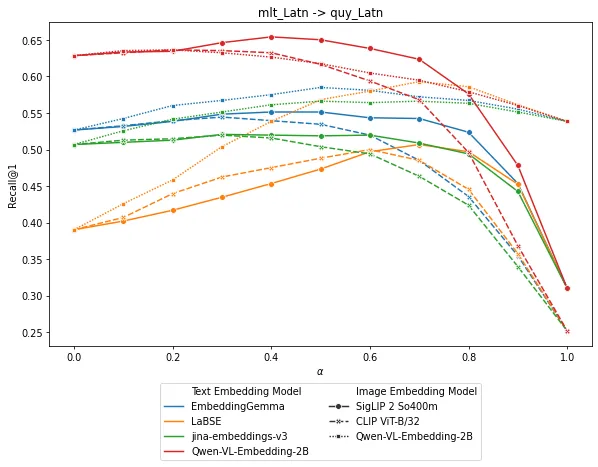 mlt_Latn -> quy_Latn
Recall@1
0.65
0.60
0.55
0.50
0.45
0.40
0.35
0.30
0.25
0.0 0.2 0.4 0.6 0.8 1.0
α
Text Embedding Model
EmbeddingGemma
LaBSE
jina-embeddings-v3
Qwen-VL-Embedding-2B
Image Embedding Model
SigLIP 2 So400m
CLIP ViT-B/32
Qwen-VL-Embedding-2B